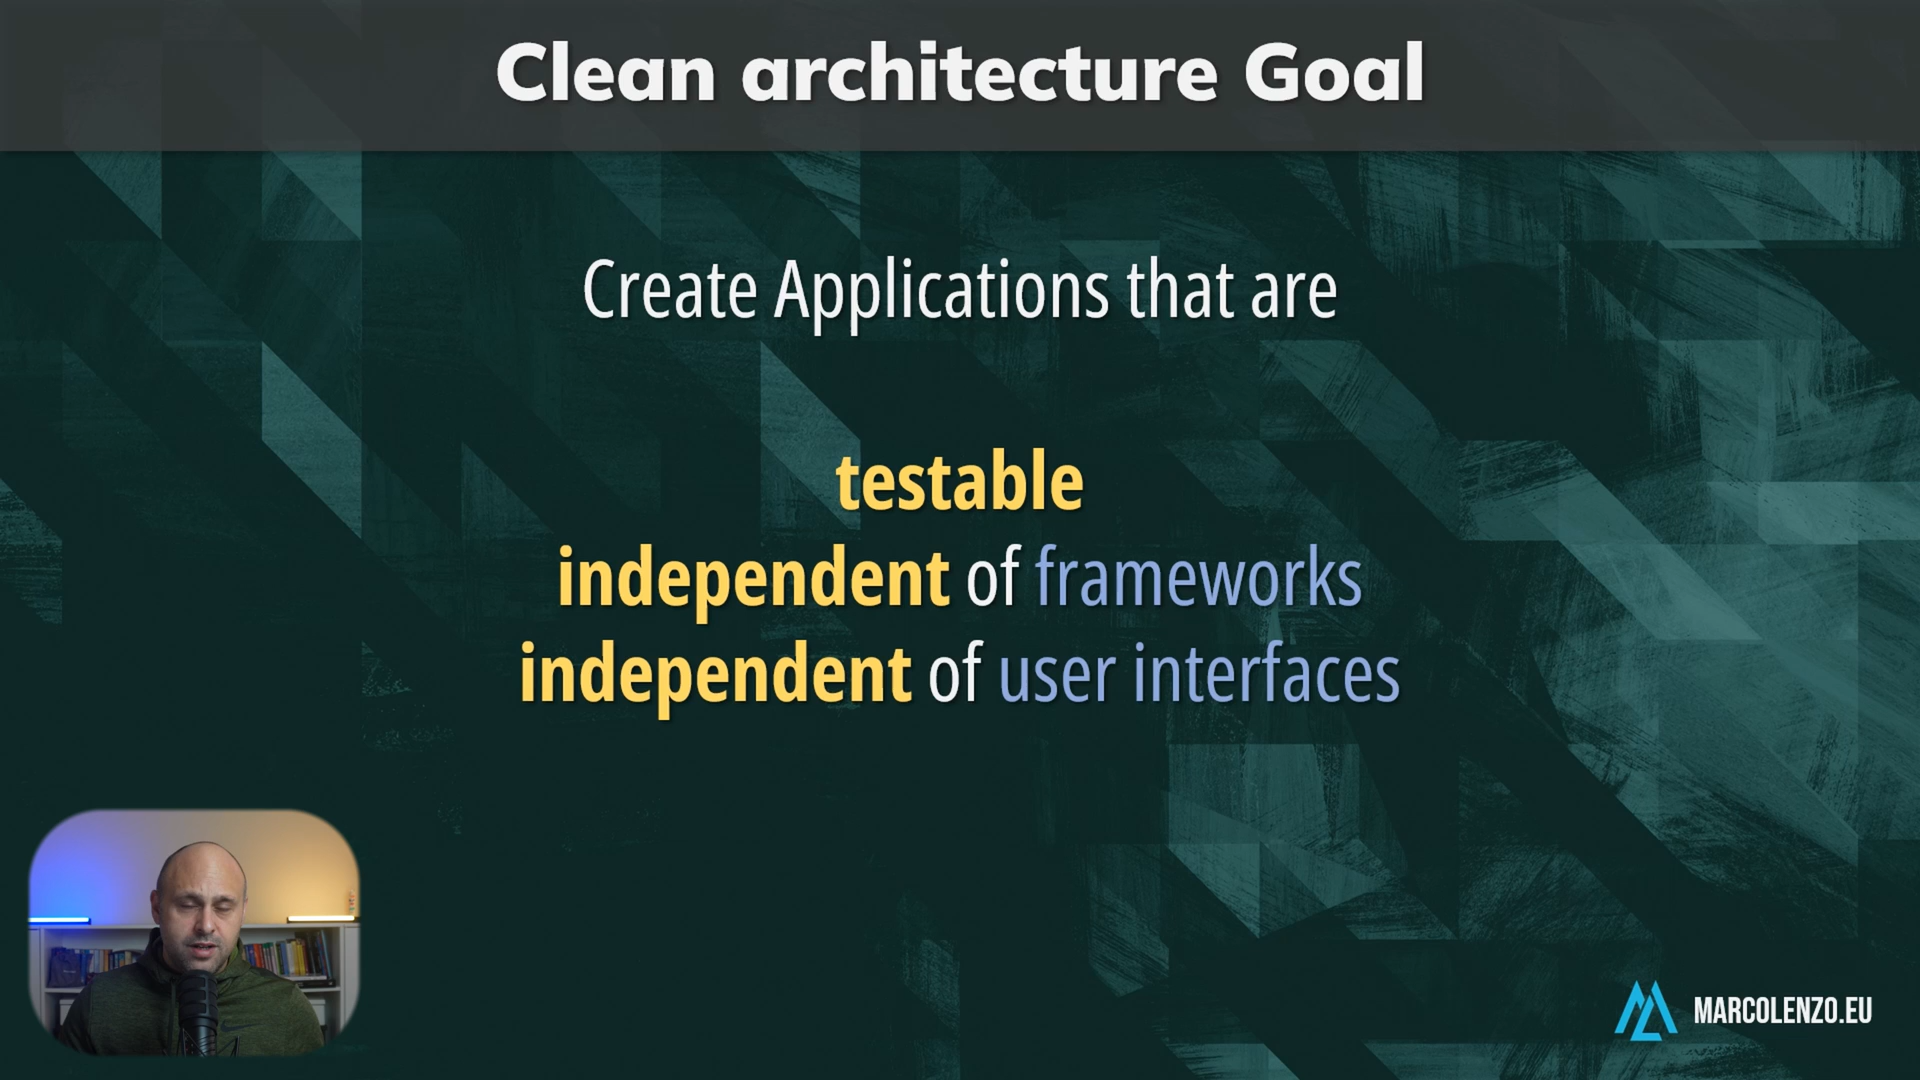 Clean architecture Goal
Create Applications that are
testable
independent of frameworks
independent of user interfaces
MARCOLENZO.EU